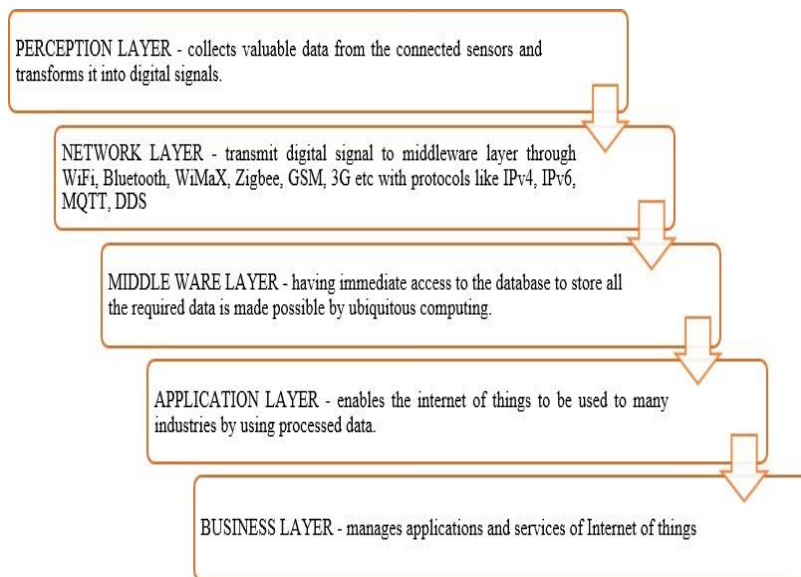 PERCEPTION LAYER - collects valuable data from the connected sensors and
transforms it into digital signals.
NETWORK LAYER - transmit digital signal to middleware layer through
WiFi, Bluetooth, WiMaX, Zigbee, GSM, 3G etc with protocols like IPv4, IPv6,
MQTT, DDS
MIDDLE WARE LAYER - having immediate access to the database to store all
the required data is made possible by ubiquitous computing.
APPLICATION LAYER - enables the internet of things to be used to many
industries by using processed data.
BUSINESS LAYER - manages applications and services of Internet of things